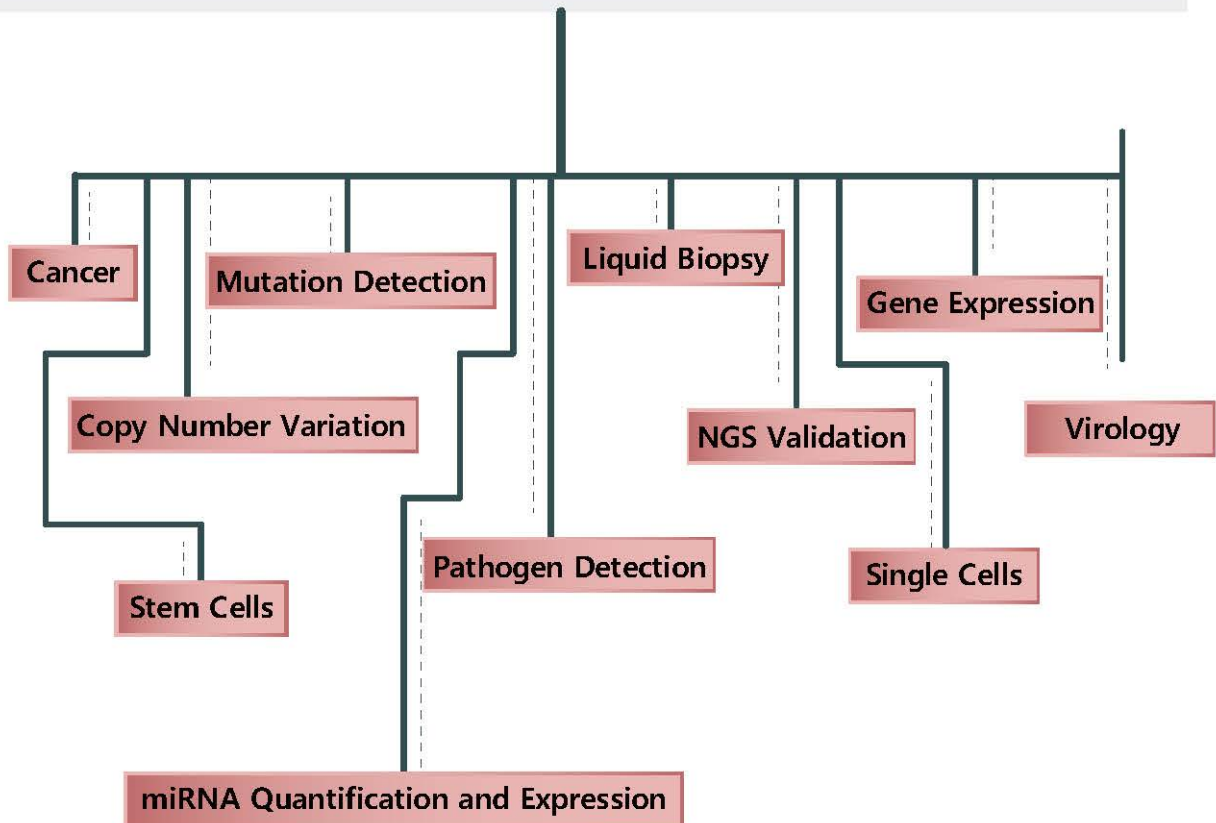 Cancer
Mutation Detection
Liquid Biopsy
Gene Expression
Copy Number Variation
NGS Validation
Virology
Stem Cells
Pathogen Detection
Single Cells
miRNA Quantification and Expression